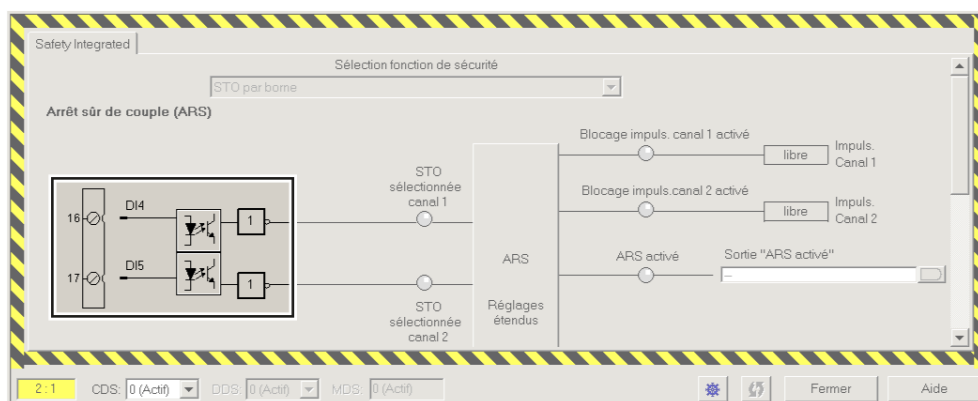 Safety Integrated
Sélection fonction de sécurité
STO par borne
Arrêt sûr de couple (ARS)
Blocage impuls. canal 1 activé
libre
Impuls.
Canal 1
STO
sélectionnée
canal 1
Blocage impuls.canal 2 activé
libre
Impuls.
Canal 2
16
DI4
1
17
DI5
1
ARS
ARS activé
Sortie "ARS activé"
STO
sélectionnée
canal 2
Réglages
étendus
2 : 1
CDS: 0 (Actif)
DDS: 0 (Actif)
MDS: 0 (Actif)
Fermer
Aide